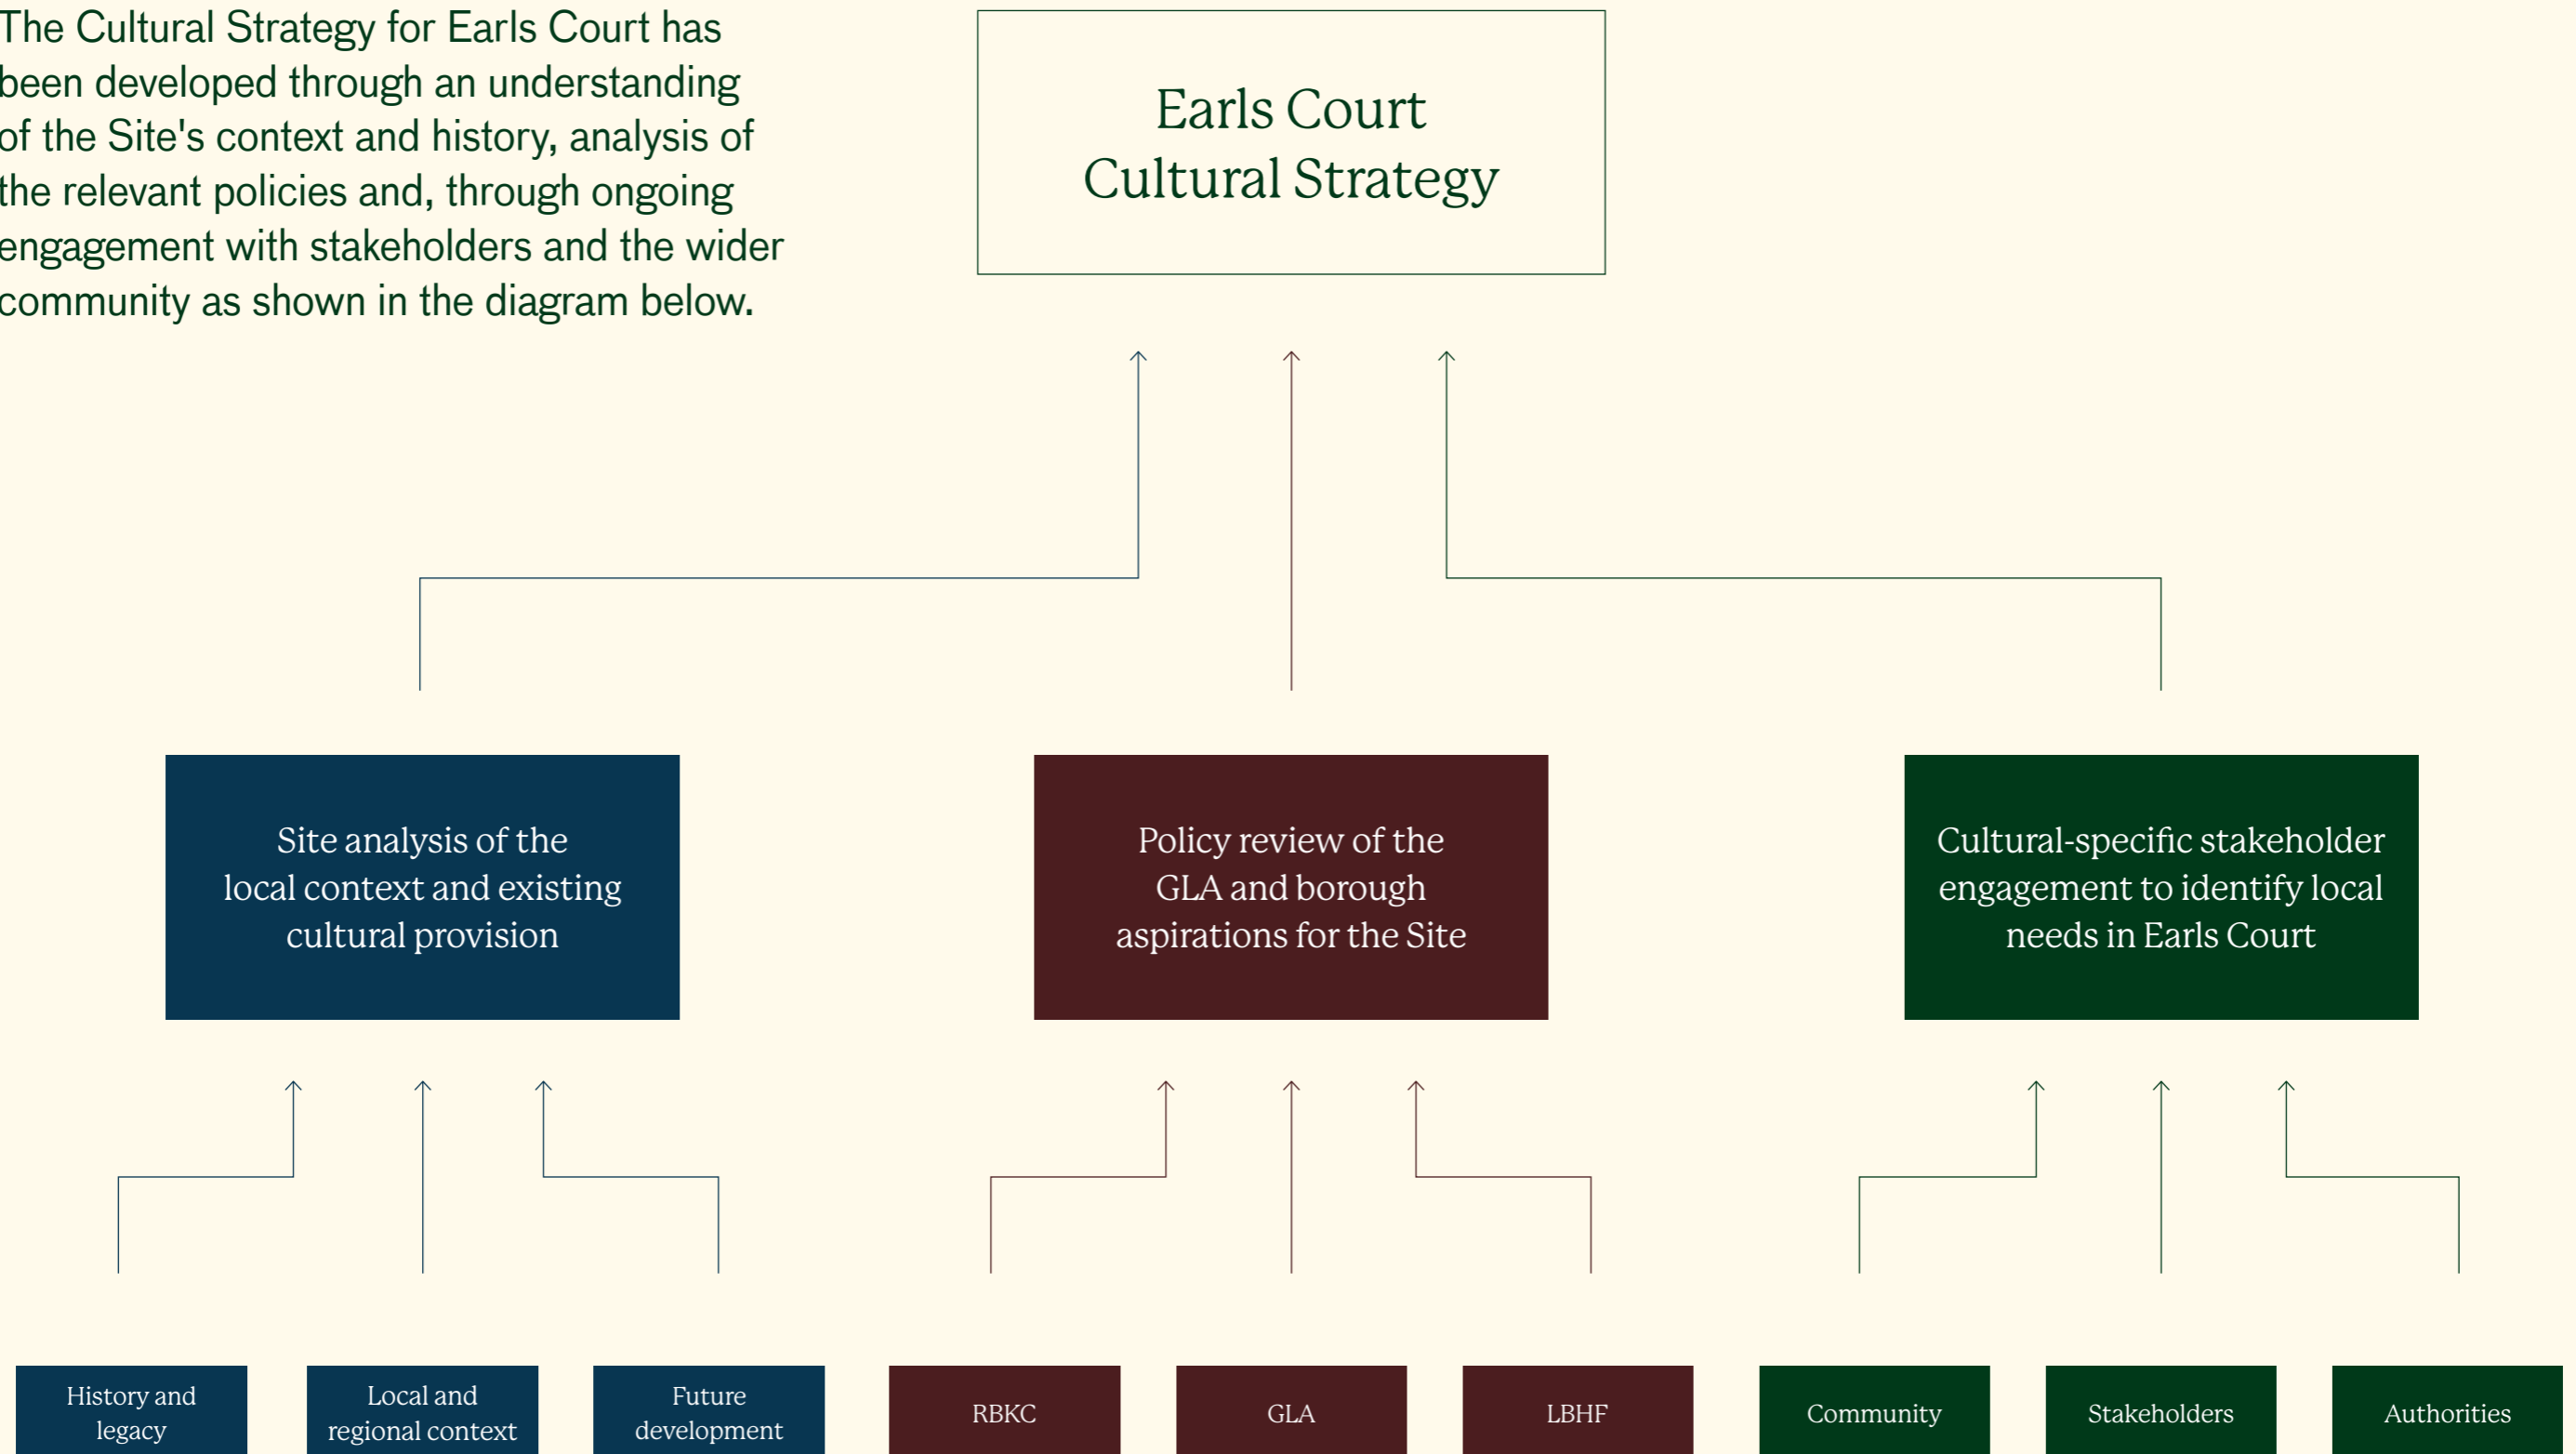 The Cultural Strategy for Earls Court has
been developed through an understanding
of the Site's context and history, analysis of
the relevant policies and, through ongoing
engagement with stakeholders and the wider
community as shown in the diagram below.
Earls Court
Cultural Strategy
Site analysis of the
local context and existing
cultural provision
Policy review of the
GLA and borough
aspirations for the Site
Cultural-specific stakeholder
engagement to identify local
needs in Earls Court
History and
legacy
Local and
regional context
Future
development
RBKC
GLA
LBHF
Community
Stakeholders
Authorities